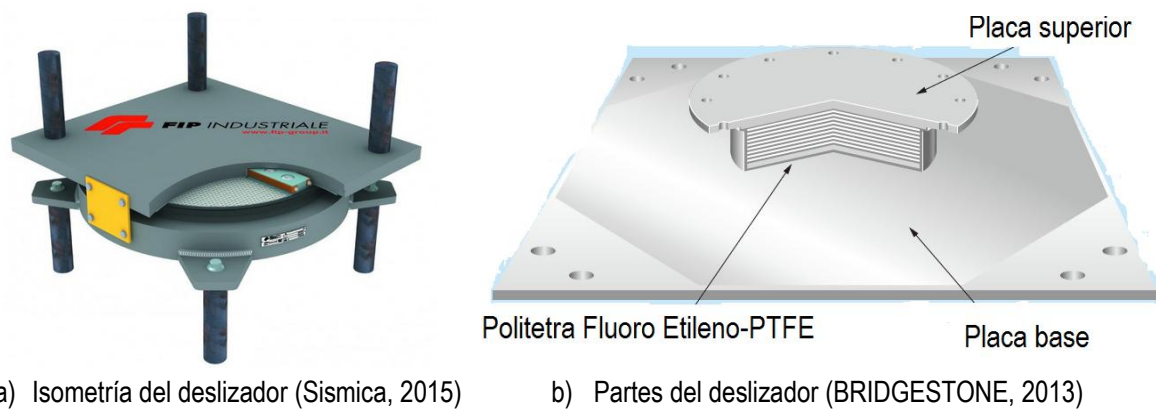 Placa superior
FIP INDUSTRIALE
www.fip-group.it
Politetra Fluoro Etileno-PTFE
Placa base
a) Isometría del deslizador (Sismica, 2015)
b) Partes del deslizador (BRIDGESTONE, 2013)